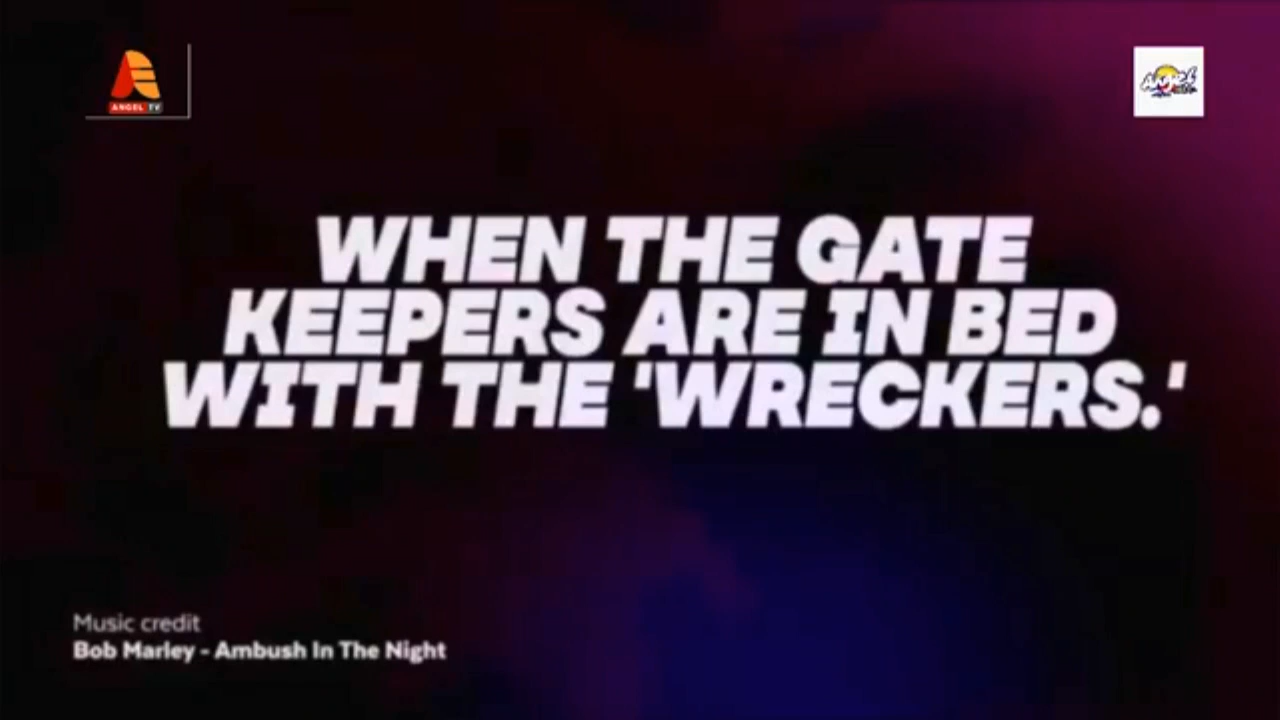 ANGEL TV
Angel
WHEN THE GATE
KEEPERS ARE IN BED
WITH THE 'WRECKERS.'
Music credit
Bob Marley - Ambush In The Night